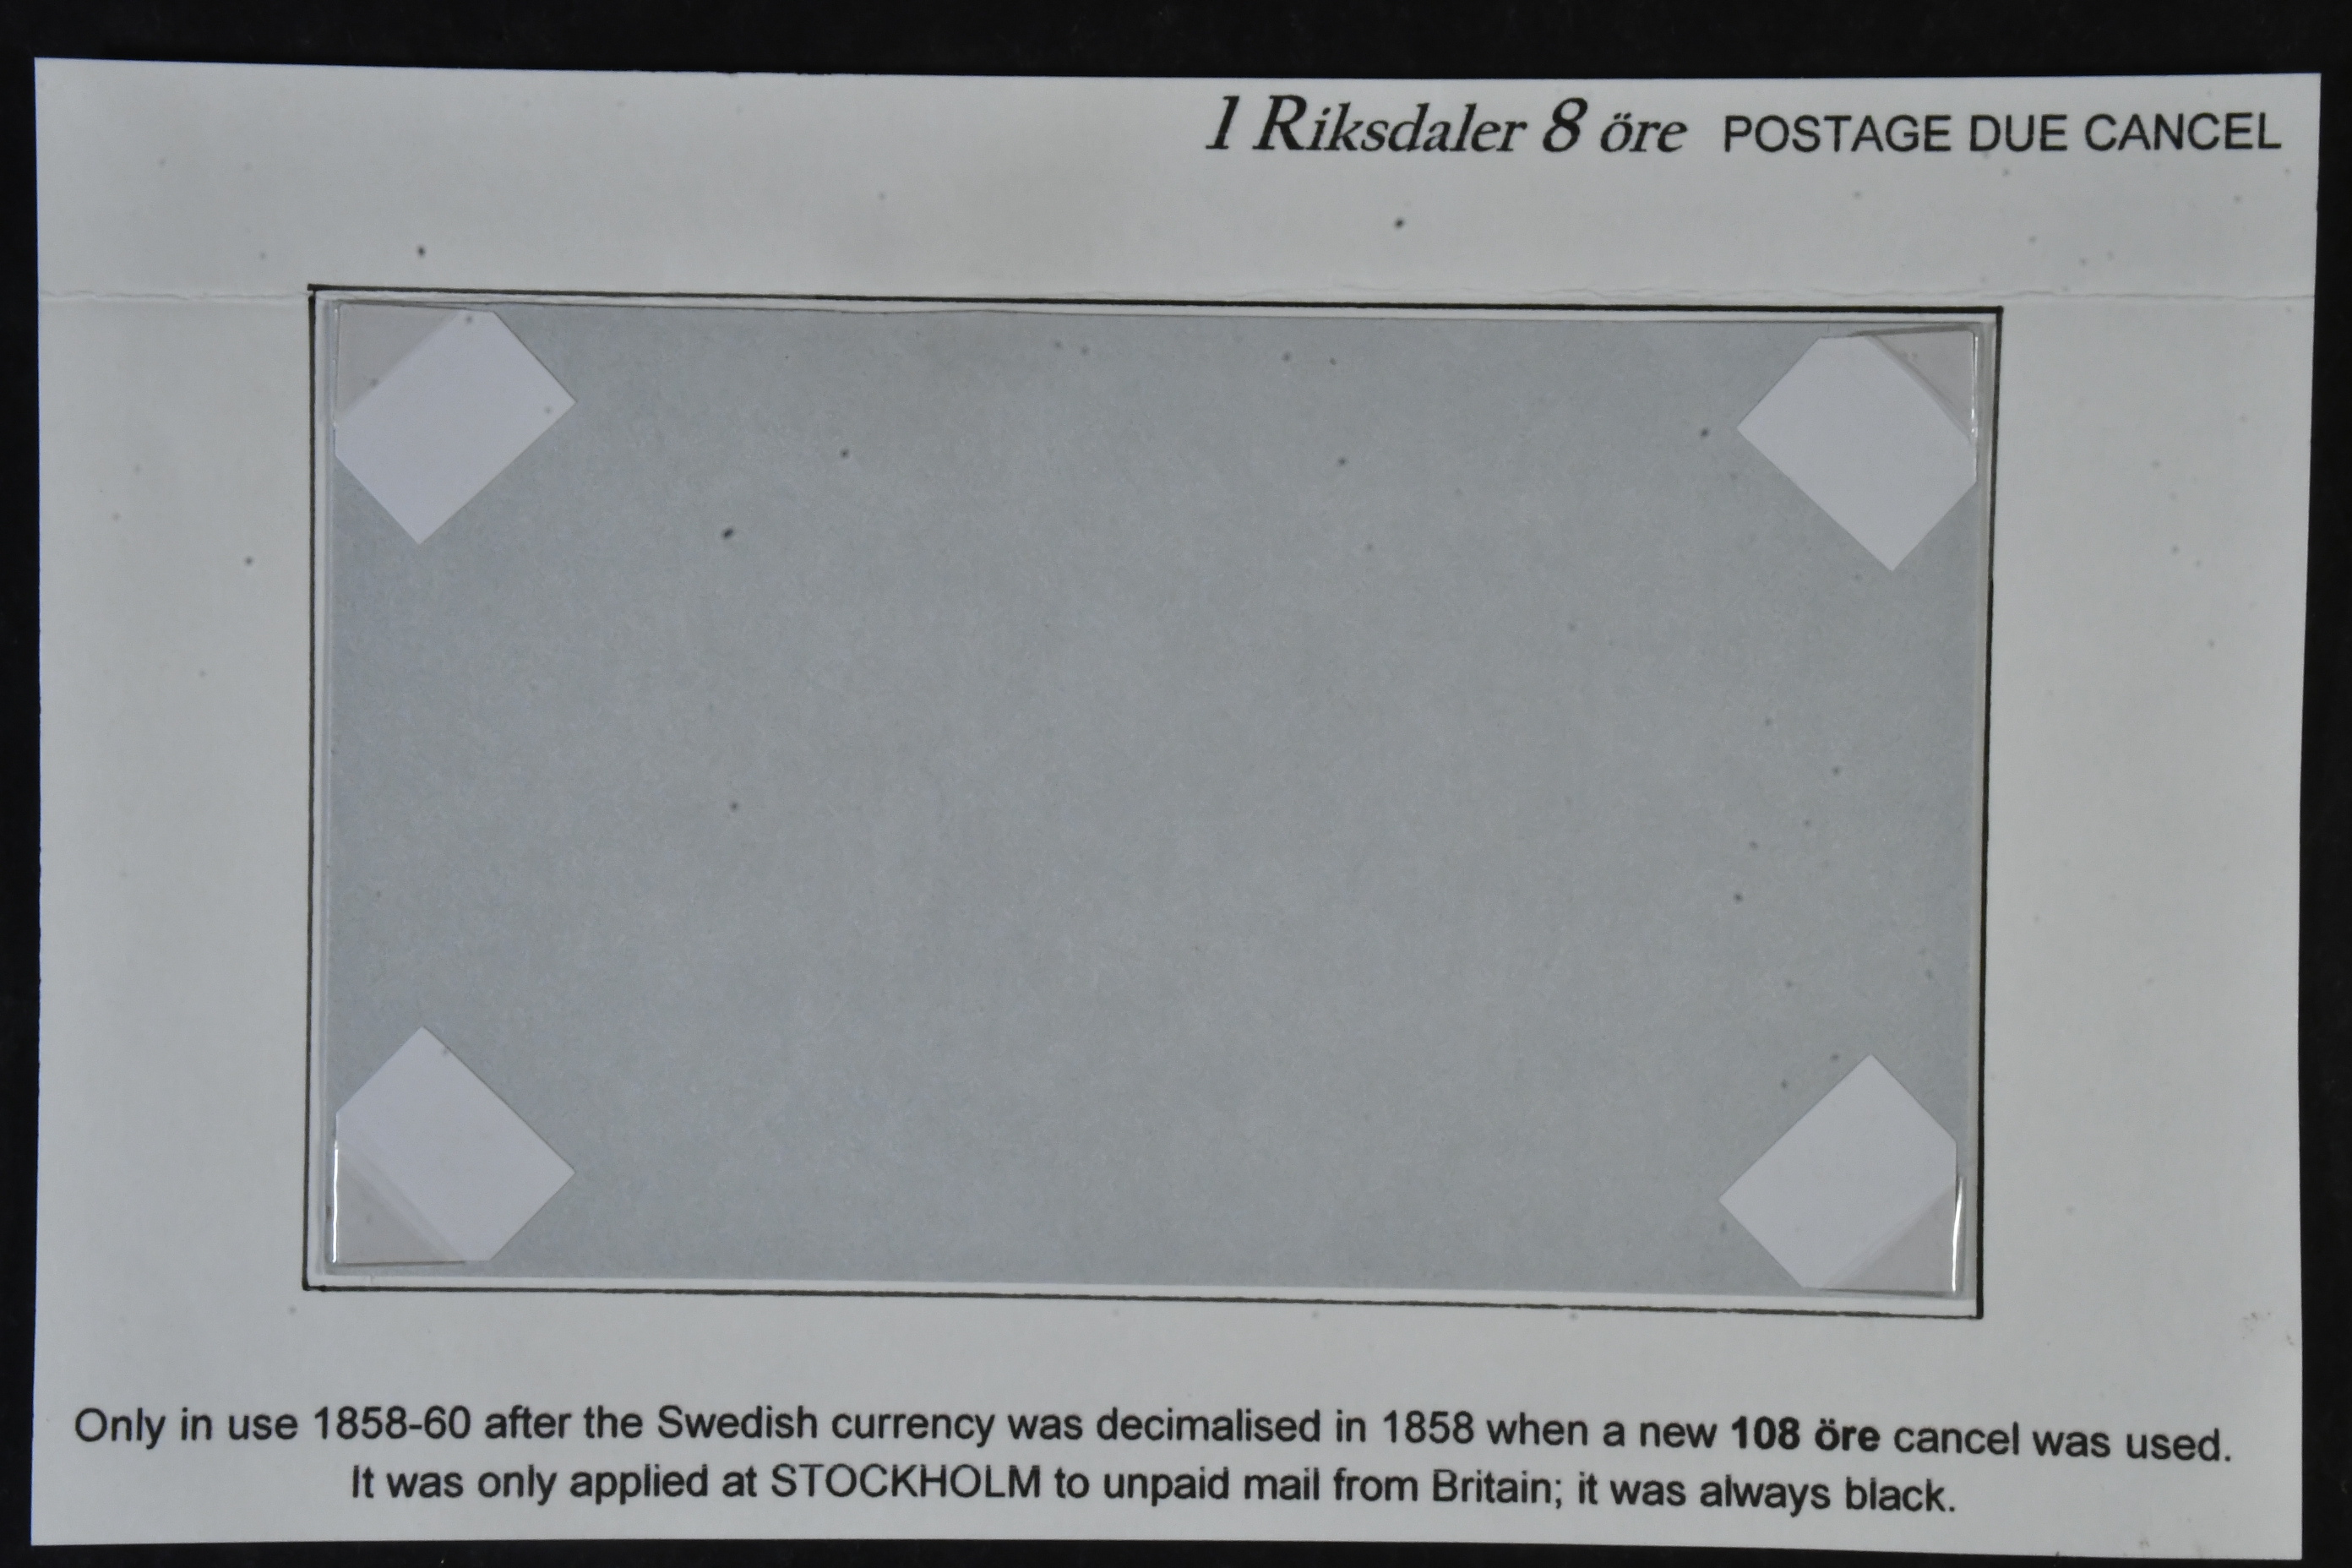 1 Riksdaler 8 öre POSTAGE DUE CANCEL
Only in use 1858-60 after the Swedish currency was decimalised in 1858 when a new 108 öre cancel was used.
It was only applied at STOCKHOLM to unpaid mail from Britain; it was always black.